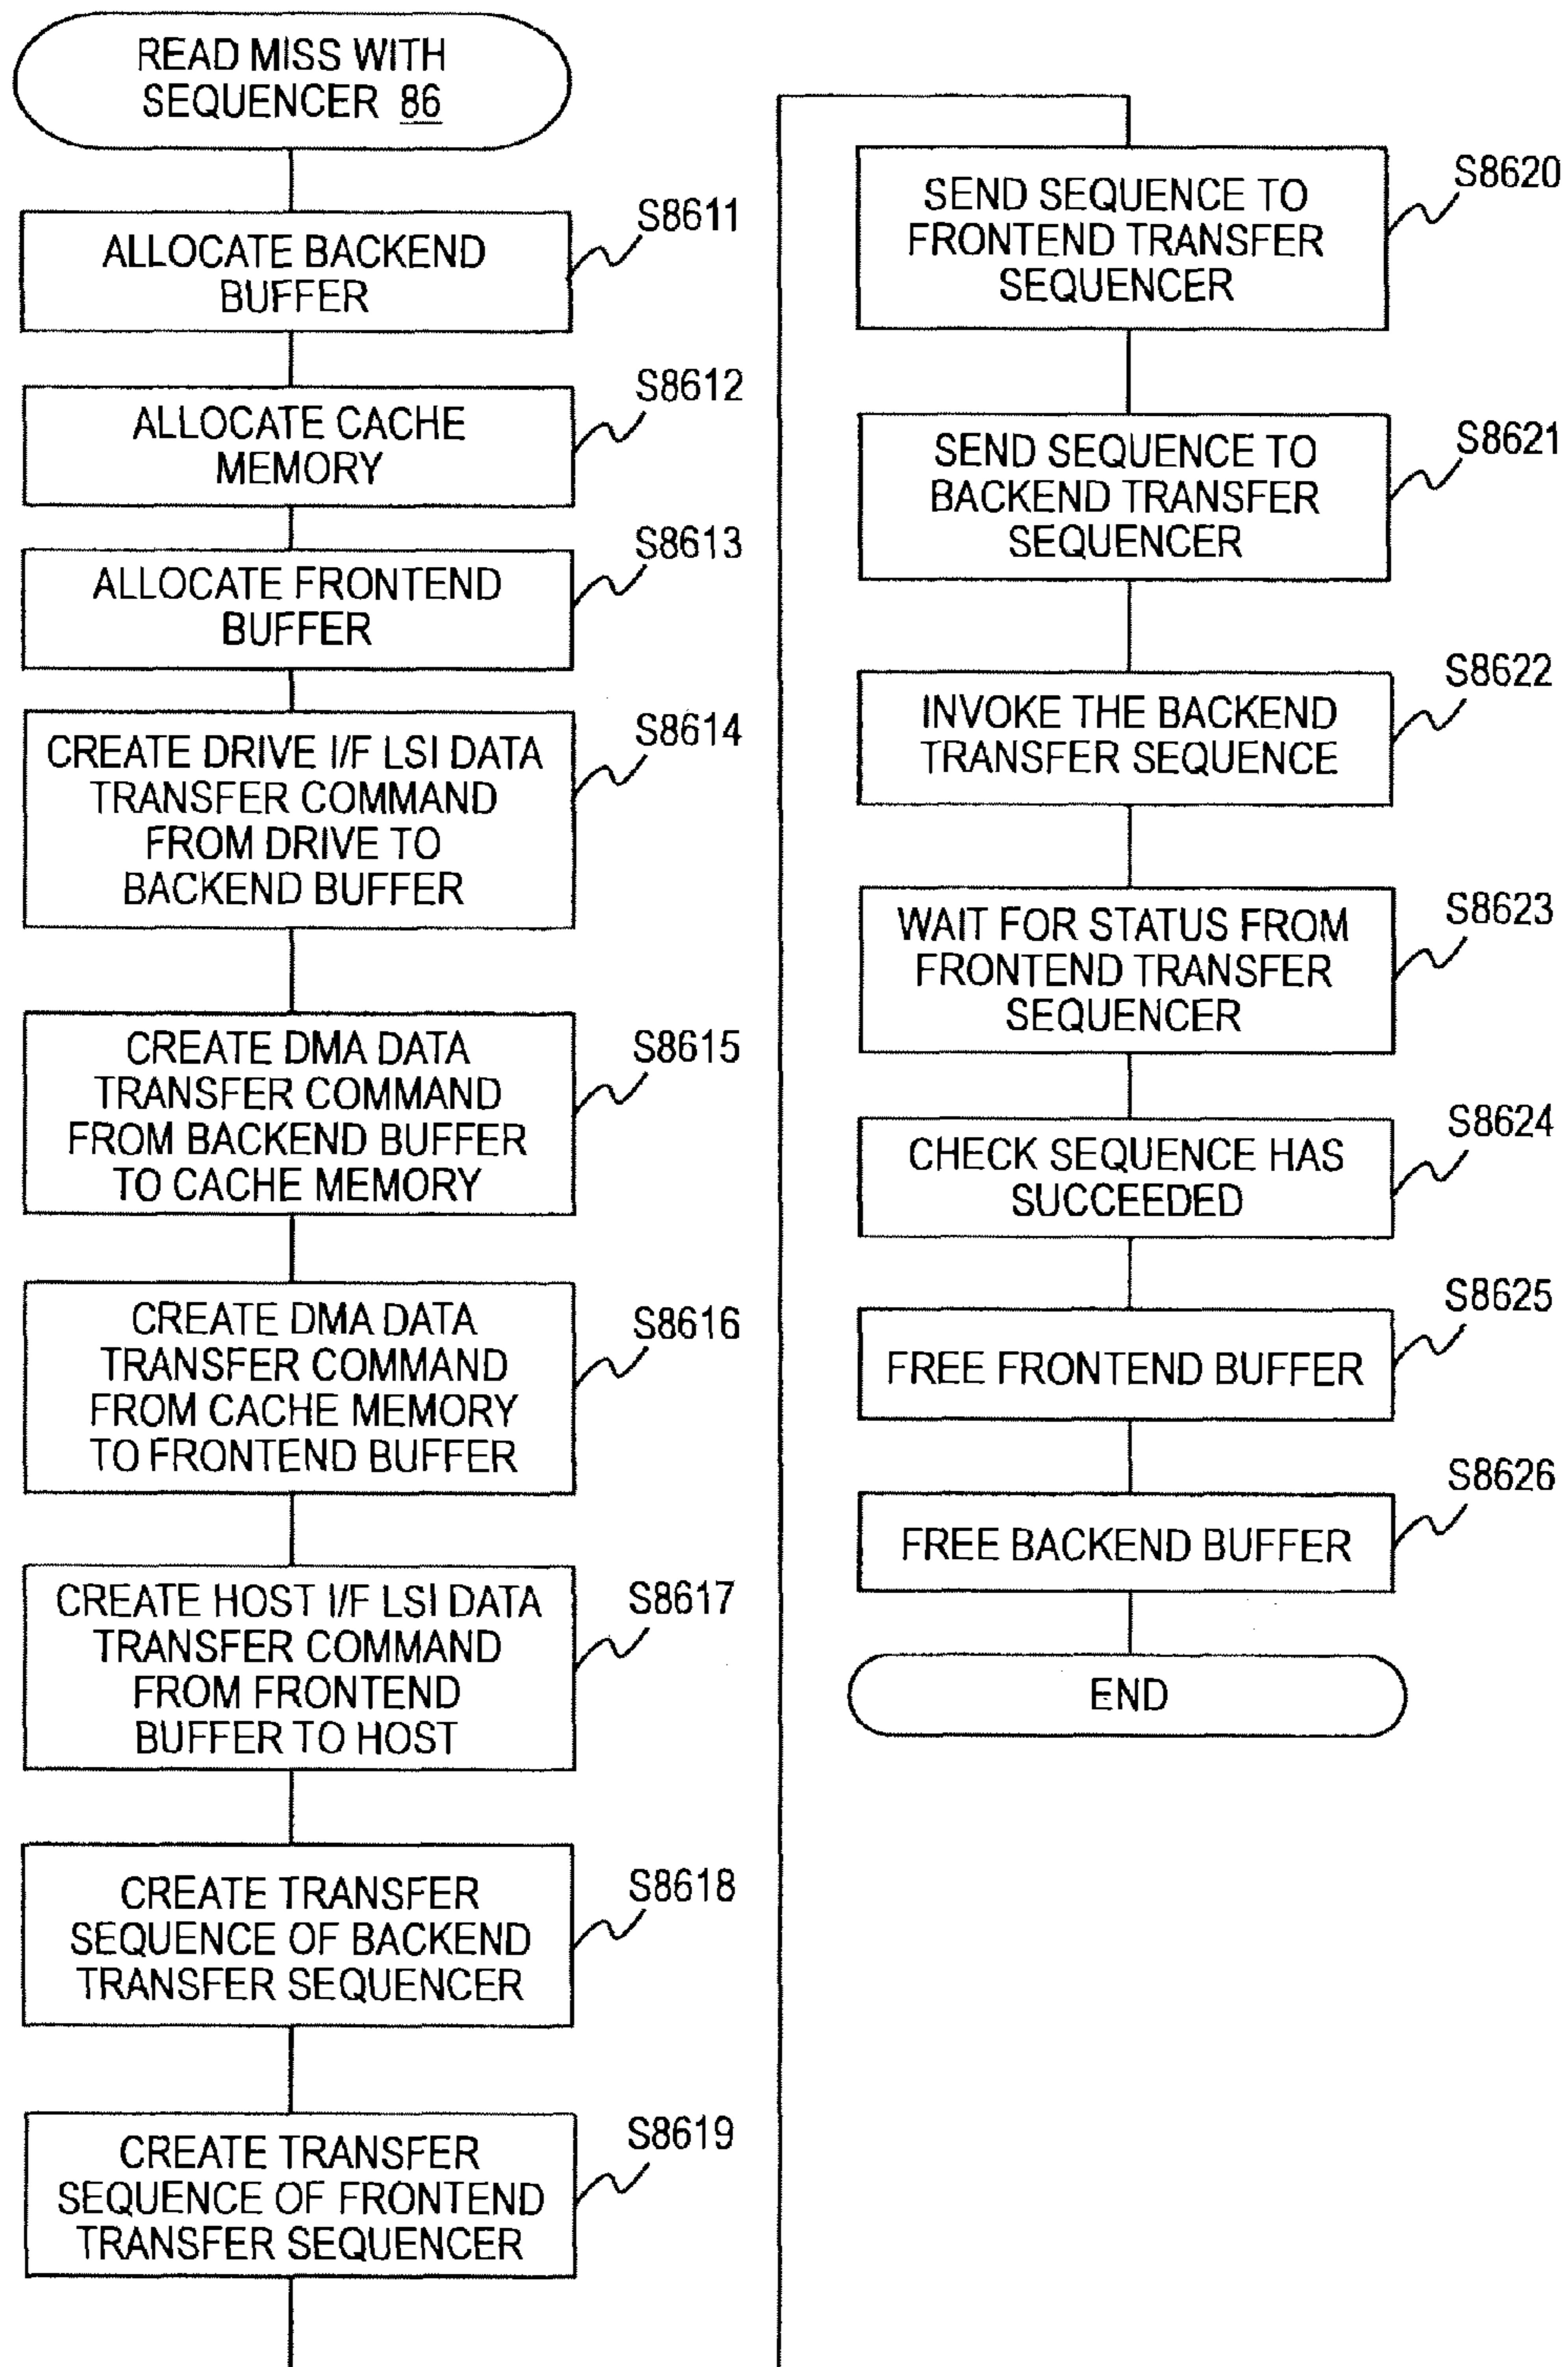 READ MISS WITH
SEQUENCER 86
ALLOCATE BACKEND
BUFFER
S8611
ALLOCATE CACHE
MEMORY
S8612
ALLOCATE FRONTEND
BUFFER
S8613
CREATE DRIVE I/F LSI DATA
TRANSFER COMMAND
FROM DRIVE TO
BACKEND BUFFER
S8614
CREATE DMA DATA
TRANSFER COMMAND
FROM BACKEND BUFFER
TO CACHE MEMORY
S8615
CREATE DMA DATA
TRANSFER COMMAND
FROM CACHE MEMORY
TO FRONTEND BUFFER
S8616
CREATE HOST I/F LSI DATA
TRANSFER COMMAND
FROM FRONTEND
BUFFER TO HOST
S8617
CREATE TRANSFER
SEQUENCE OF BACKEND
TRANSFER SEQUENCER
S8618
CREATE TRANSFER
SEQUENCE OF FRONTEND
TRANSFER SEQUENCER
S8619
SEND SEQUENCE TO
FRONTEND TRANSFER
SEQUENCER
S8620
SEND SEQUENCE TO
BACKEND TRANSFER
SEQUENCER
S8621
INVOKE THE BACKEND
TRANSFER SEQUENCE
S8622
WAIT FOR STATUS FROM
FRONTEND TRANSFER
SEQUENCER
S8623
CHECK SEQUENCE HAS
SUCCEEDED
S8624
FREE FRONTEND BUFFER
S8625
FREE BACKEND BUFFER
S8626
END